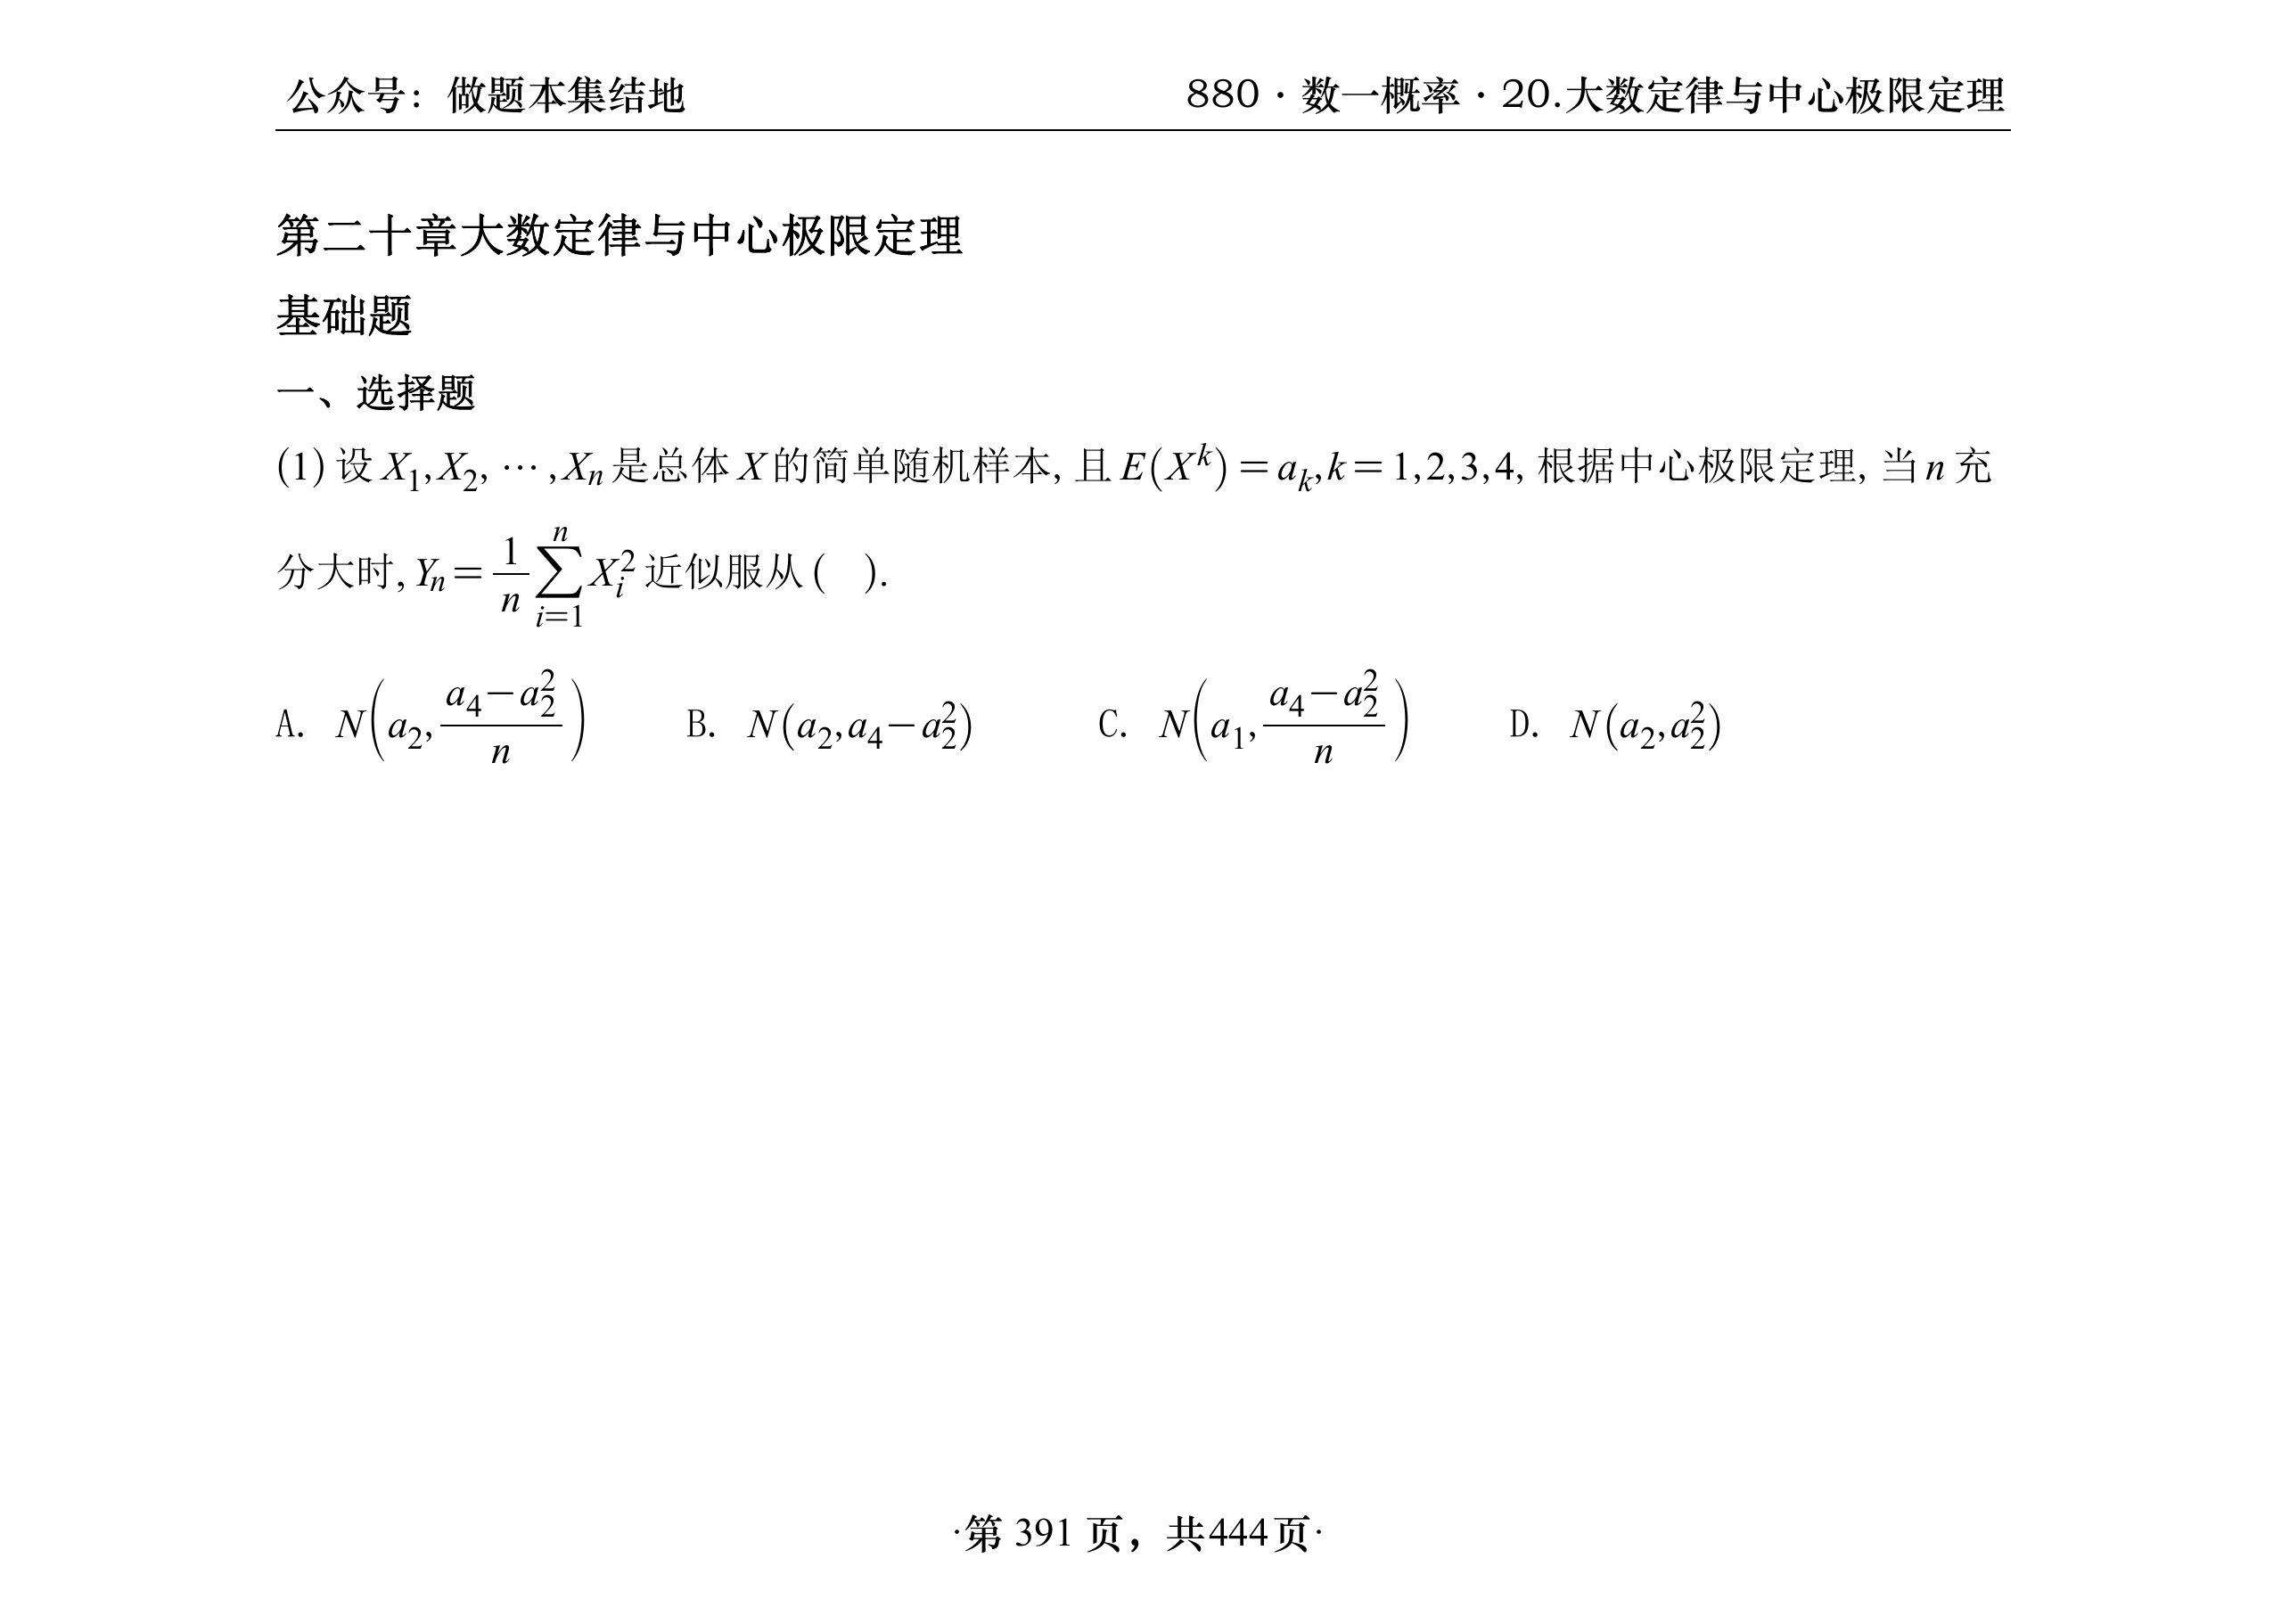 公众号：做题本集结地
880·数一概率·20.大数定律与中心极限定理
第二十章大数定律与中心极限定理
基础题
一、选择题
(1) 设 X₁,X₂, ⋯ ,Xₙ 是总体 X 的简单随机样本, 且 E(Xᵏ) = aₖ,k = 1,2,3,4, 根据中心极限定理, 当 n 充
分大时, Yₙ = \frac{1}{n}\sum_{i=1}^{n} X_i^2 近似服从 (　).
A. N\left(a_2, \frac{a_4-a_2^2}{n}\right)　B. N(a_2, a_4-a_2^2)　C. N\left(a_1, \frac{a_4-a_2^2}{n}\right)　D. N(a_2, a_2^2)
·第 391 页，共444页·